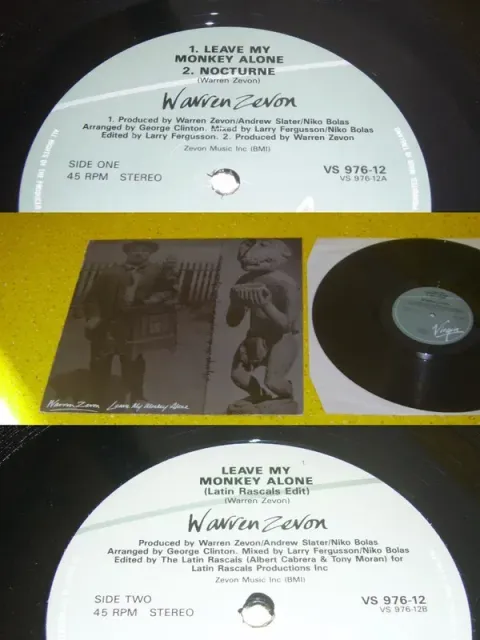 1. LEAVE MY
MONKEY ALONE
2. NOCTURNE
(Warren Zevon)
Warren Zevon
1. Produced by Warren Zevon/Andrew Slater/Niko Bolas
Arranged by George Clinton. Mixed by Larry Fergusson/Niko Bolas
Edited by Larry Fergusson. 2. Produced by Warren Zevon
Zevon Music Inc (BMI)
SIDE ONE
45 RPM STEREO
VS 976-12
VS 976-12A
Warren Zevon Leave My Monkey Alone
Virgin
LEAVE MY
MONKEY ALONE
(Latin Rascals Edit)
(Warren Zevon)
Warren Zevon
Produced by Warren Zevon/Andrew Slater/Niko Bolas
Arranged by George Clinton. Mixed by Larry Fergusson/Niko Bolas
Edited by The Latin Rascals (Albert Cabrera & Tony Moran) for
Latin Rascals Productions Inc
Zevon Music Inc (BMI)
SIDE TWO
45 RPM STEREO
VS 976-12
VS 976-12B